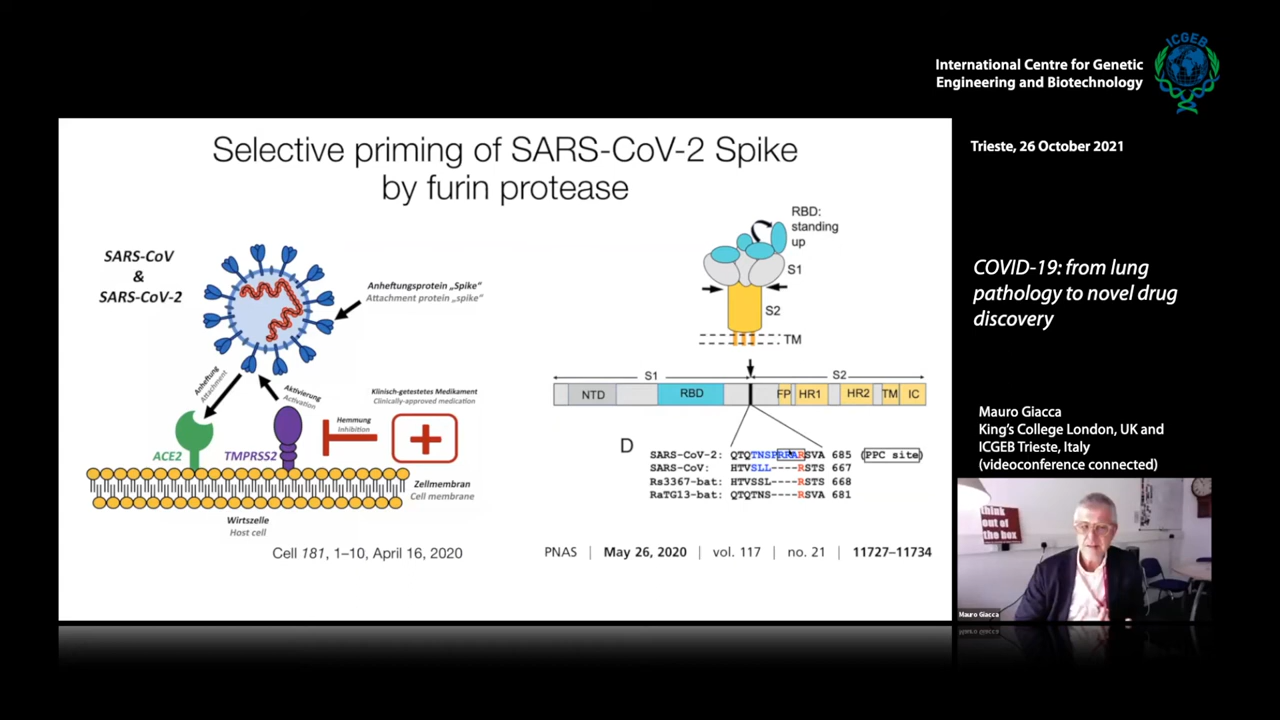 ICGEB
International Centre for Genetic
Engineering and Biotechnology
Trieste, 26 October 2021
COVID-19: from lung
pathology to novel drug
discovery
Mauro Giacca
King's College London, UK and
ICGEB Trieste, Italy
(videoconference connected)
think
out of
the box
Mauro Giacca
Selective priming of SARS-CoV-2 Spike
by furin protease
SARS-CoV
&
SARS-CoV-2
Anheftungsprotein „Spike“
Attachment protein „spike“
Anheftung
Attachment
Aktivierung
Activation
Klinisch-getestetes Medikament
Clinically-approved medication
Hemmung
Inhibition
ACE2
TMPRSS2
Zellmembran
Cell membrane
Wirtszelle
Host cell
Cell 181, 1–10, April 16, 2020
RBD:
standing
up
S1
S2
TM
S1 S2
NTD RBD FP HR1 HR2 TM IC
D
SARS-CoV-2: QTQTNSPRRARSVA 685 (PPC site)
SARS-CoV: HTVSLL----RSTS 667
Rs3367-bat: HTVSSL----RSTS 668
RaTG13-bat: QTQTNS----RSVA 681
PNAS | May 26, 2020 | vol. 117 | no. 21 | 11727–11734